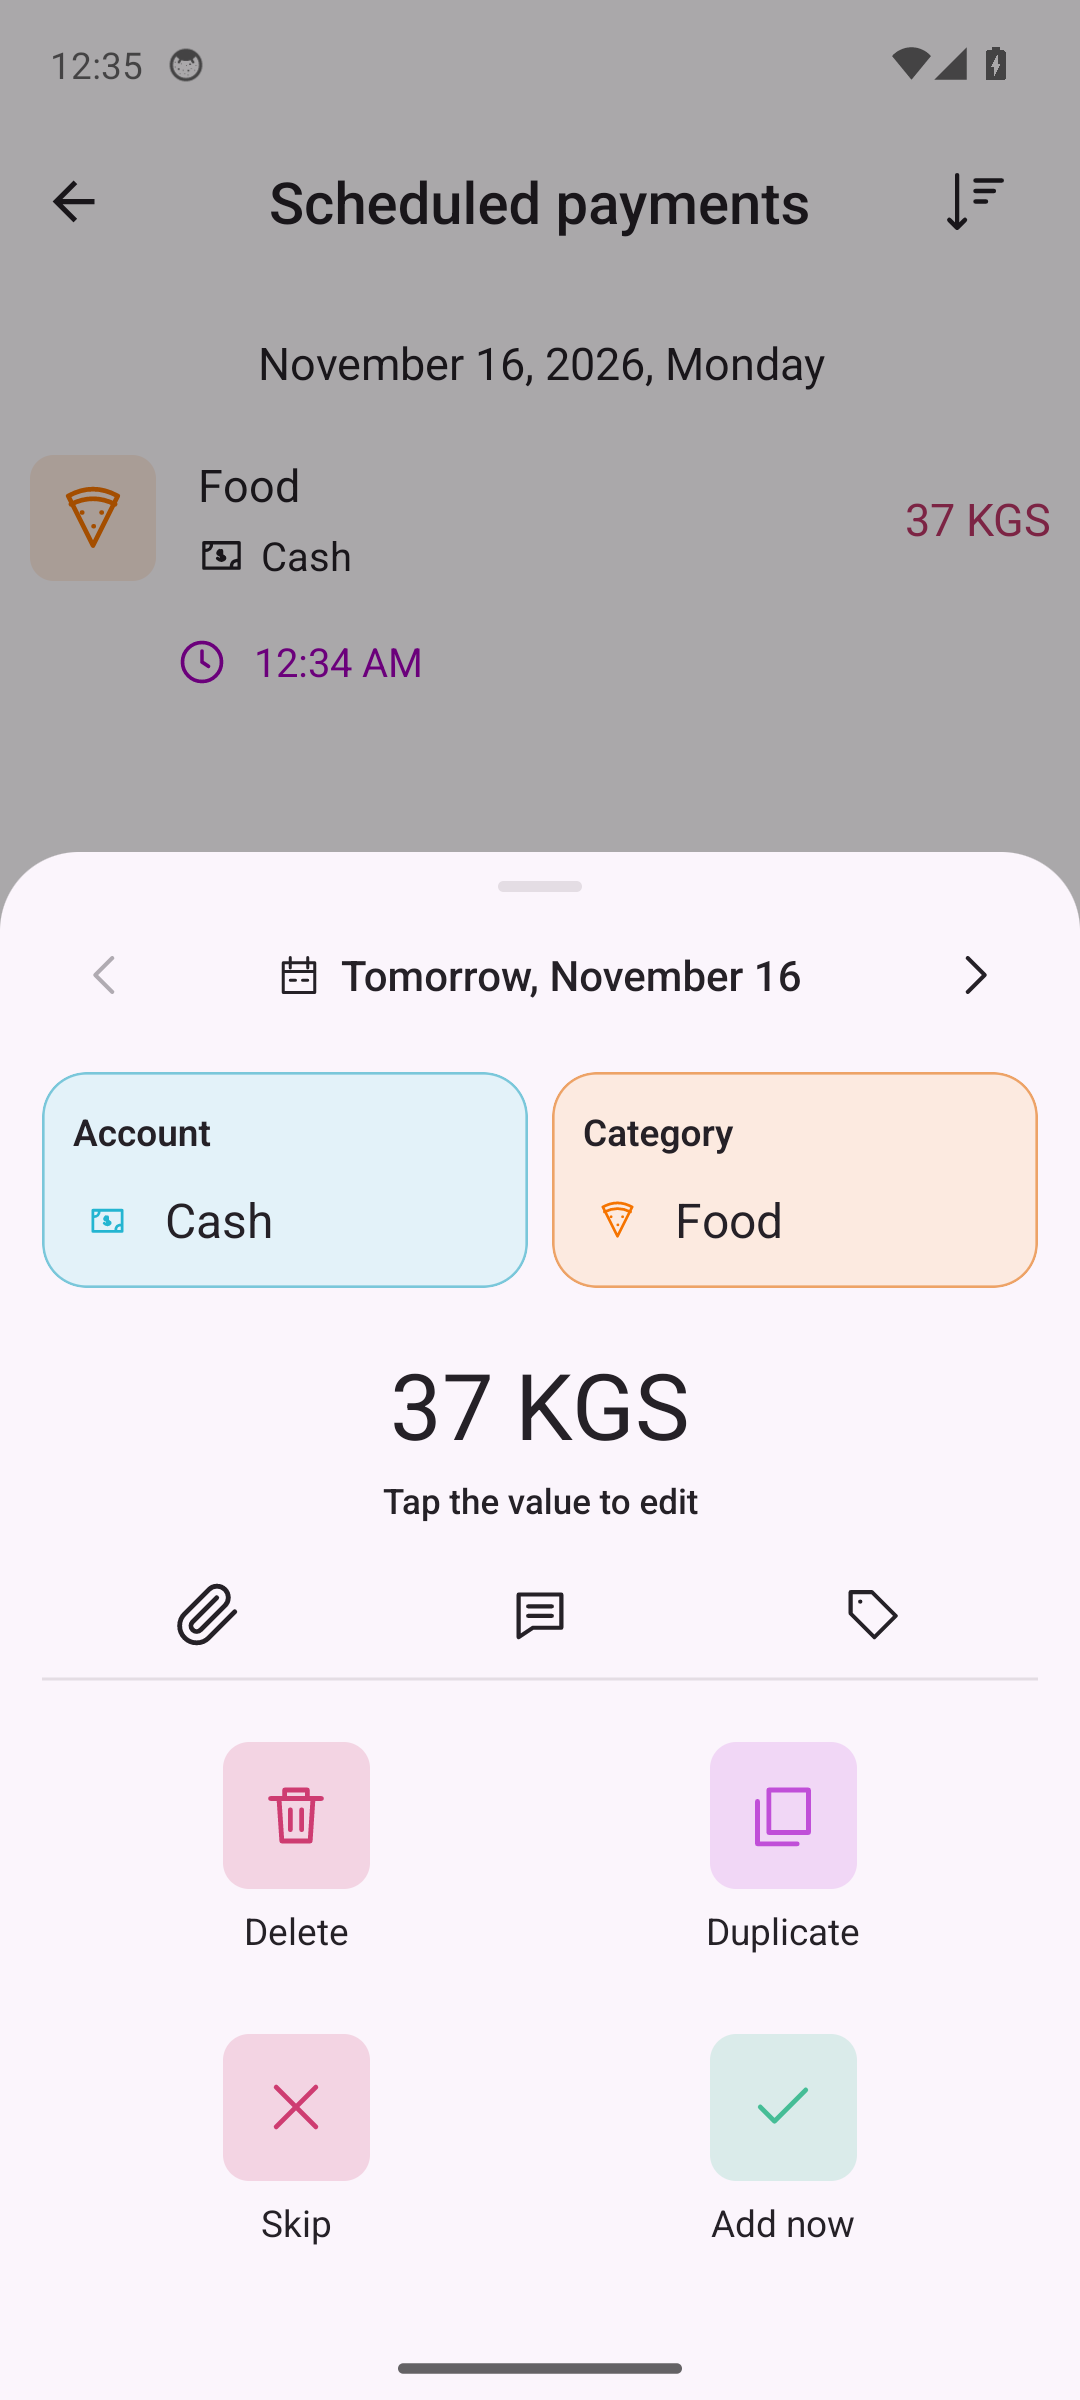 12:35
Scheduled payments
November 16, 2026, Monday
Food
37 KGS
Cash
12:34 AM
Tomorrow, November 16
Account
Cash
Category
Food
37 KGS
Tap the value to edit
Delete
Duplicate
Skip
Add now